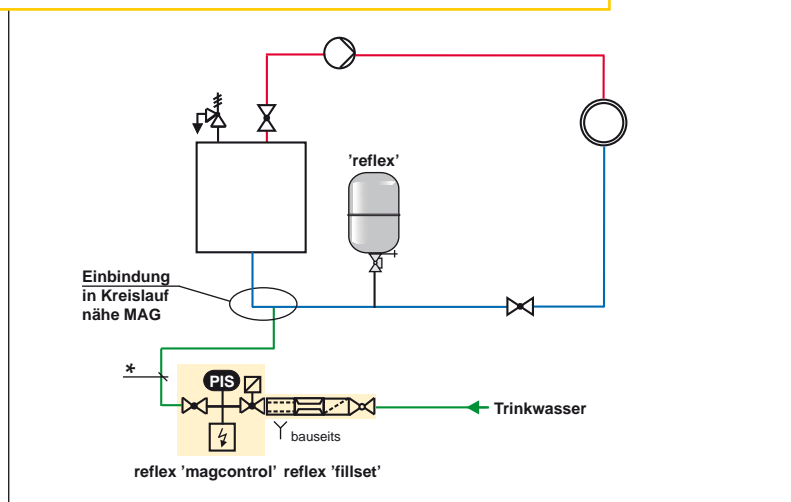 ’reflex’
Einbindung
in Kreislauf
nähe MAG
*
PIS
Trinkwasser
bauseits
reflex ’magcontrol’ reflex ’fillset’